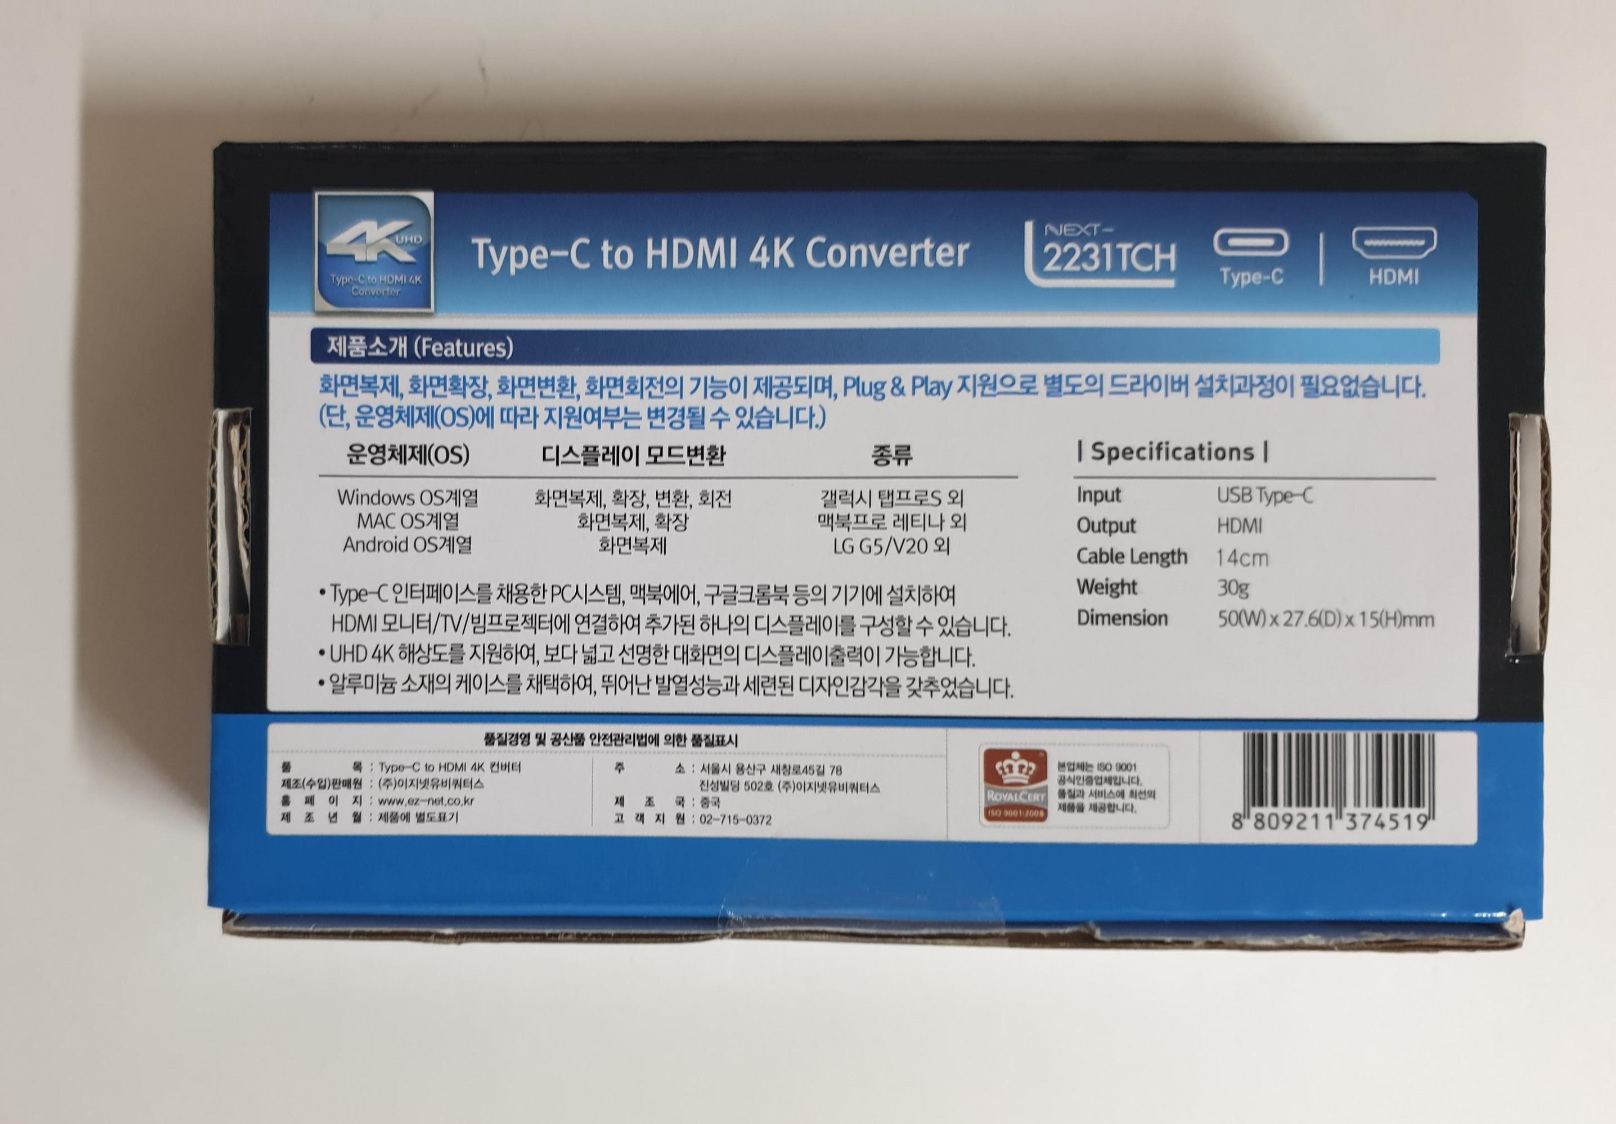 4K UHD
Type-C to HDMI 4K
Converter
Type-C to HDMI 4K Converter
NEXT-
2231TCH
Type-C
HDMI
제품소개 (Features)
화면복제, 화면확장, 화면변환, 화면회전의 기능이 제공되며, Plug & Play 지원으로 별도의 드라이버 설치과정이 필요없습니다.
(단, 운영체제(OS)에 따라 지원여부는 변경될 수 있습니다.)
운영체제(OS) 디스플레이 모드변환 종류
Windows OS계열 화면복제, 확장, 변환, 회전 갤럭시 탭프로S 외
MAC OS계열 화면복제, 확장 맥북프로 레티나 외
Android OS계열 화면복제 LG G5/V20 외
• Type-C 인터페이스를 채용한 PC시스템, 맥북에어, 구글크롬북 등의 기기에 설치하여
HDMI 모니터/TV/빔프로젝터에 연결하여 추가된 하나의 디스플레이를 구성할 수 있습니다.
• UHD 4K 해상도를 지원하여, 보다 넓고 선명한 대화면의 디스플레이출력이 가능합니다.
• 알루미늄 소재의 케이스를 채택하여, 뛰어난 발열성능과 세련된 디자인감각을 갖추었습니다.
| Specifications |
Input USB Type-C
Output HDMI
Cable Length 14cm
Weight 30g
Dimension 50(W) x 27.6(D) x 15(H)mm
품질경영 및 공산품 안전관리법에 의한 품질표시
품 목 : Type-C to HDMI 4K 컨버터
제조(수입)판매원 : (주)이지넷유비쿼터스
홈 페 이 지 : www.ez-net.co.kr
제 조 년 월 : 제품에 별도표기
주 소 : 서울시 용산구 새창로45길 78
진성빌딩 502호 (주)이지넷유비쿼터스
제 조 국 : 중국
고 객 지 원 : 02-715-0372
ROYALCERT
ISO 9001:2008
본업체는 ISO 9001
공식인증업체입니다.
품질과 서비스에 최선의
제품을 제공합니다.
8 809211 374519